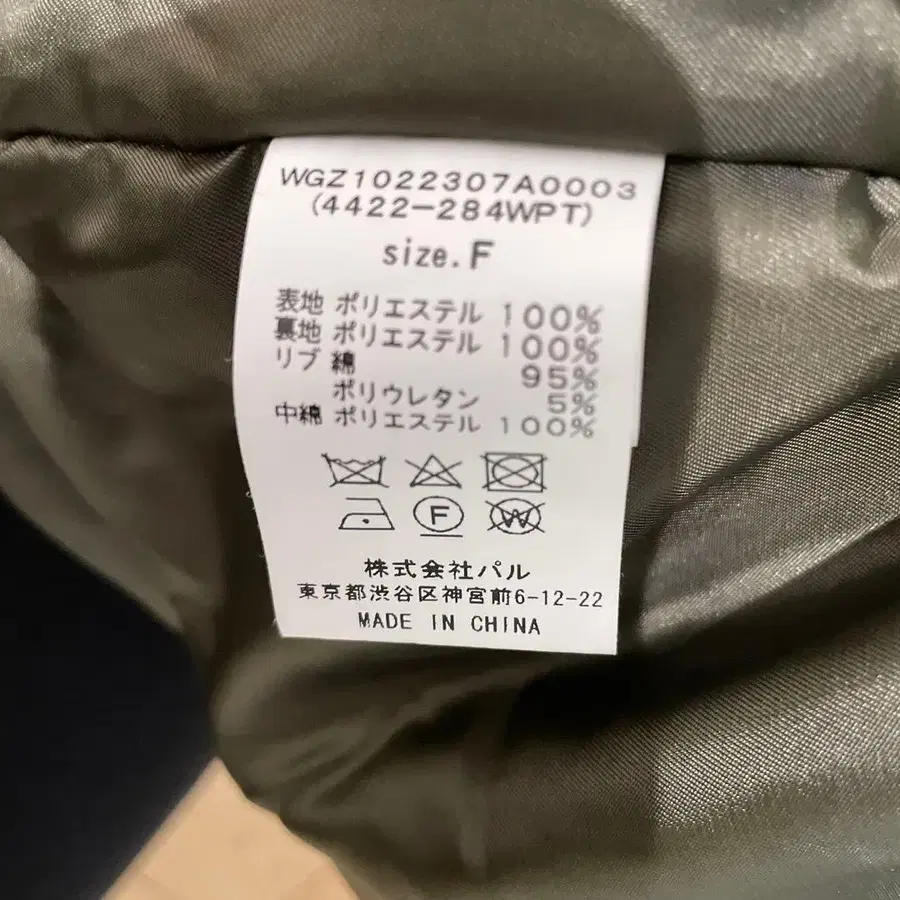 WGZ1022307A0003
(4422-284WPT)
size.F
表地 ポリエステル 100%
裏地 ポリエステル 100%
リブ 綿 95%
ポリウレタン 5%
中綿 ポリエステル 100%
F W
株式会社パル
東京都渋谷区神宮前6-12-22
MADE IN CHINA